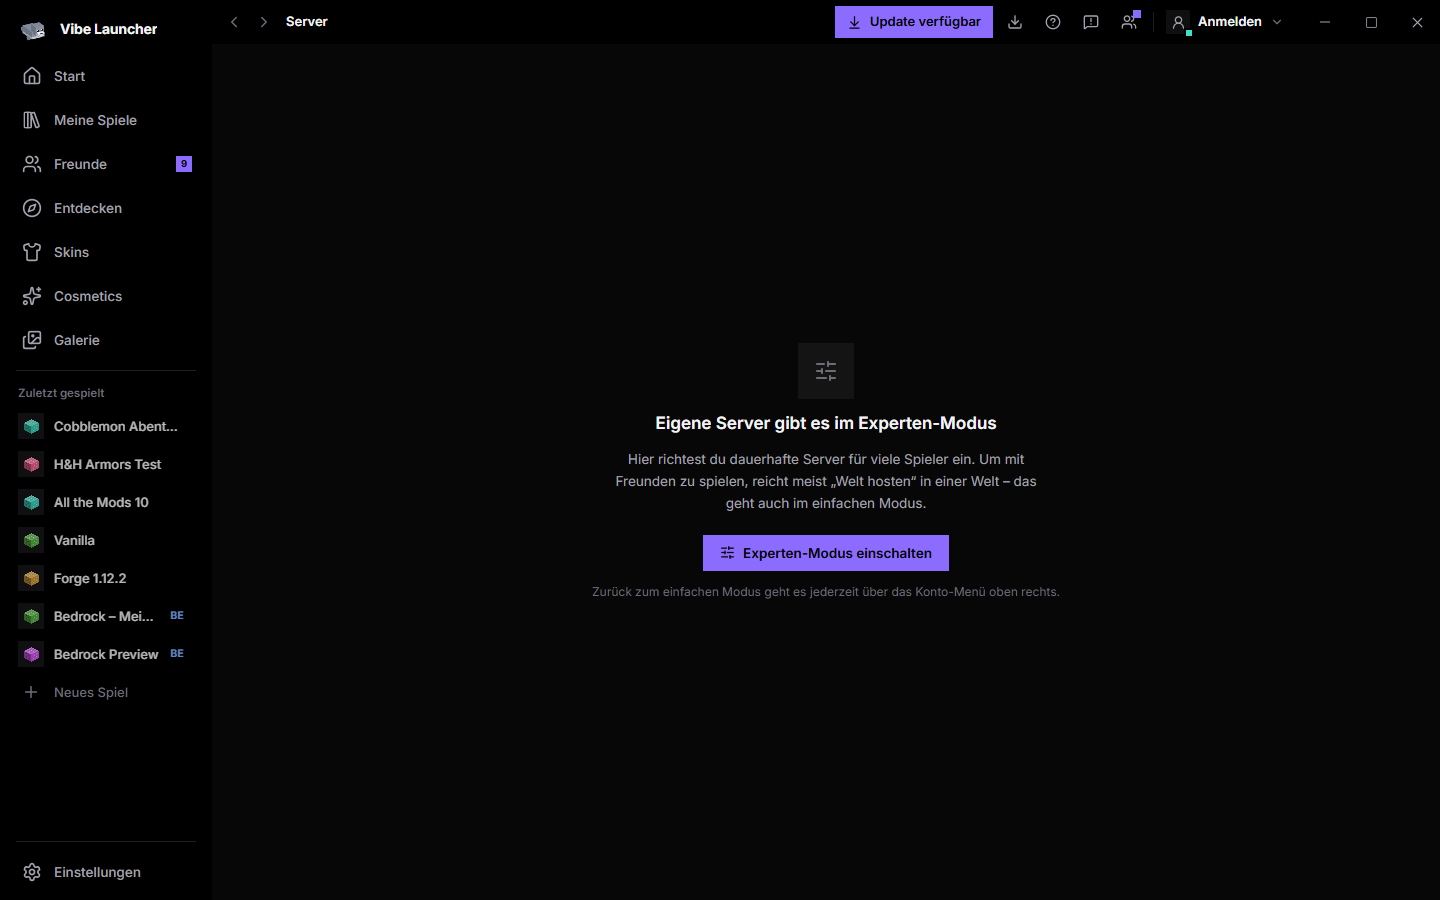 Vibe Launcher
Server
Update verfügbar
Anmelden
Start
Meine Spiele
Freunde
9
Entdecken
Skins
Cosmetics
Galerie
Zuletzt gespielt
Cobblemon Abent...
H&H Armors Test
All the Mods 10
Vanilla
Forge 1.12.2
Bedrock – Mei... BE
Bedrock Preview BE
Neues Spiel
Einstellungen
Eigene Server gibt es im Experten-Modus
Hier richtest du dauerhafte Server für viele Spieler ein. Um mit
Freunden zu spielen, reicht meist „Welt hosten“ in einer Welt – das
geht auch im einfachen Modus.
Experten-Modus einschalten
Zurück zum einfachen Modus geht es jederzeit über das Konto-Menü oben rechts.